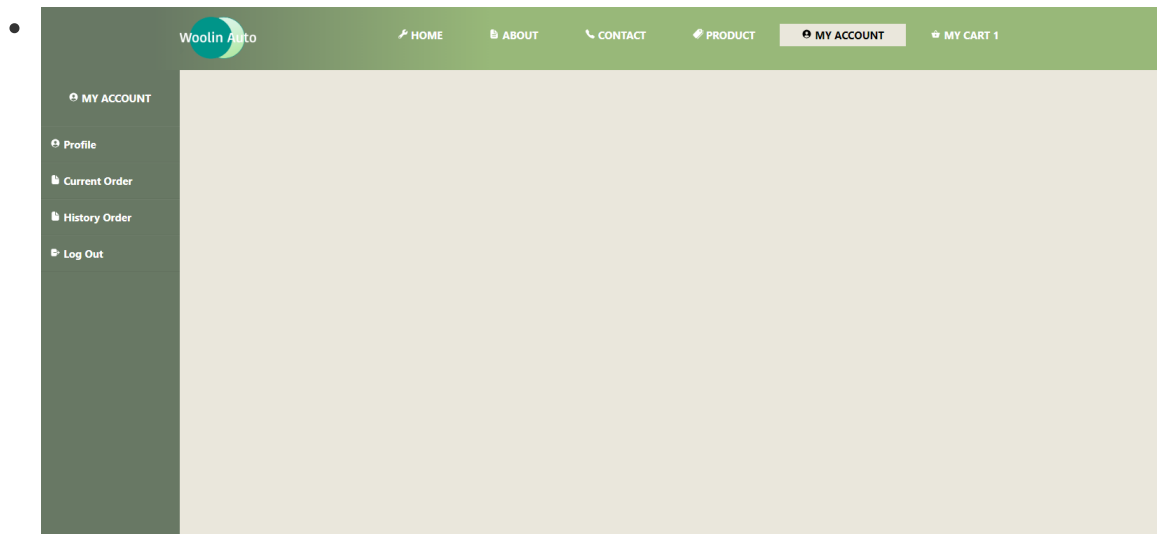 Woolin Auto
HOME ABOUT CONTACT PRODUCT MY ACCOUNT MY CART 1
MY ACCOUNT
Profile
Current Order
History Order
Log Out